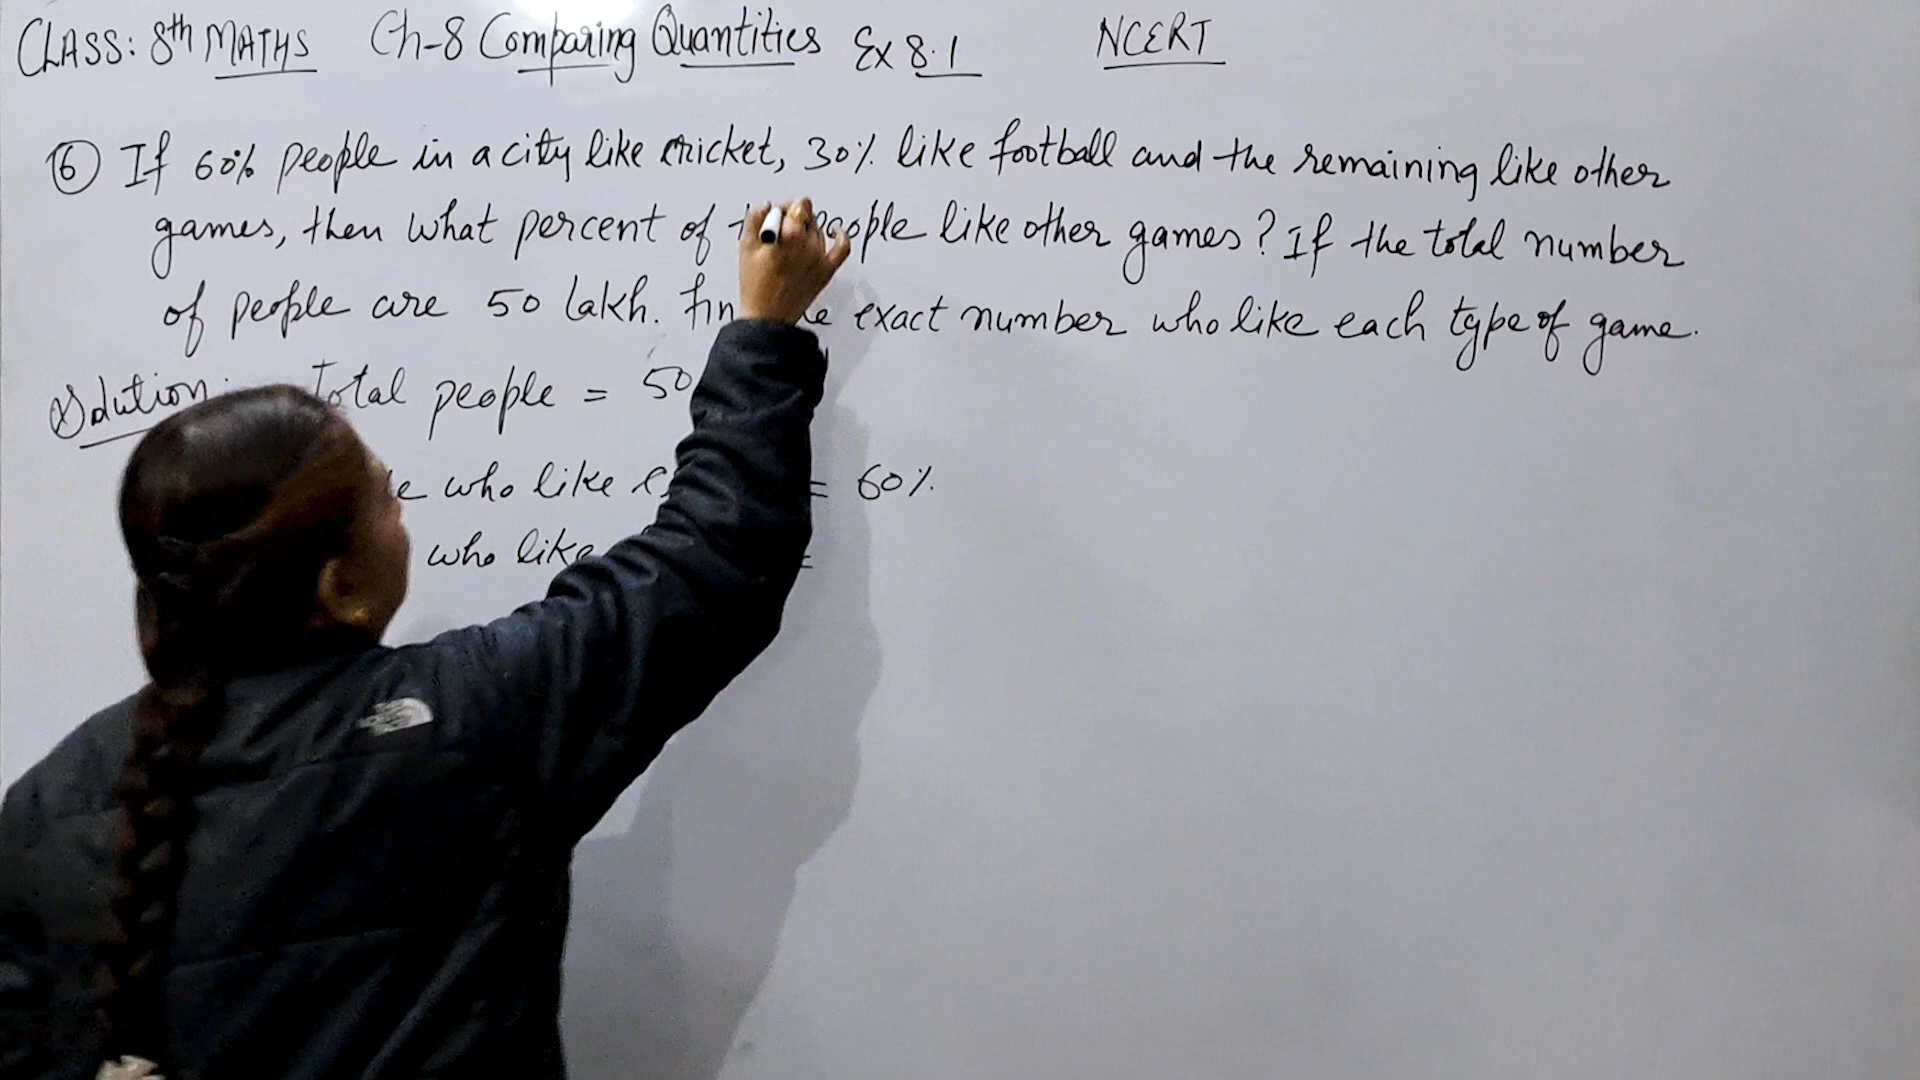 CLASS: 8th MATHS Ch-8 Comparing Quantities Ex 8.1 NCERT
⑥ If 60% people in a city like cricket, 30% like football and the remaining like other
games, then what percent of people like other games? If the total number
of people are 50 lakh. exact number who like each type of game.
Solution: Total people = 50
who like = 60%
who like =